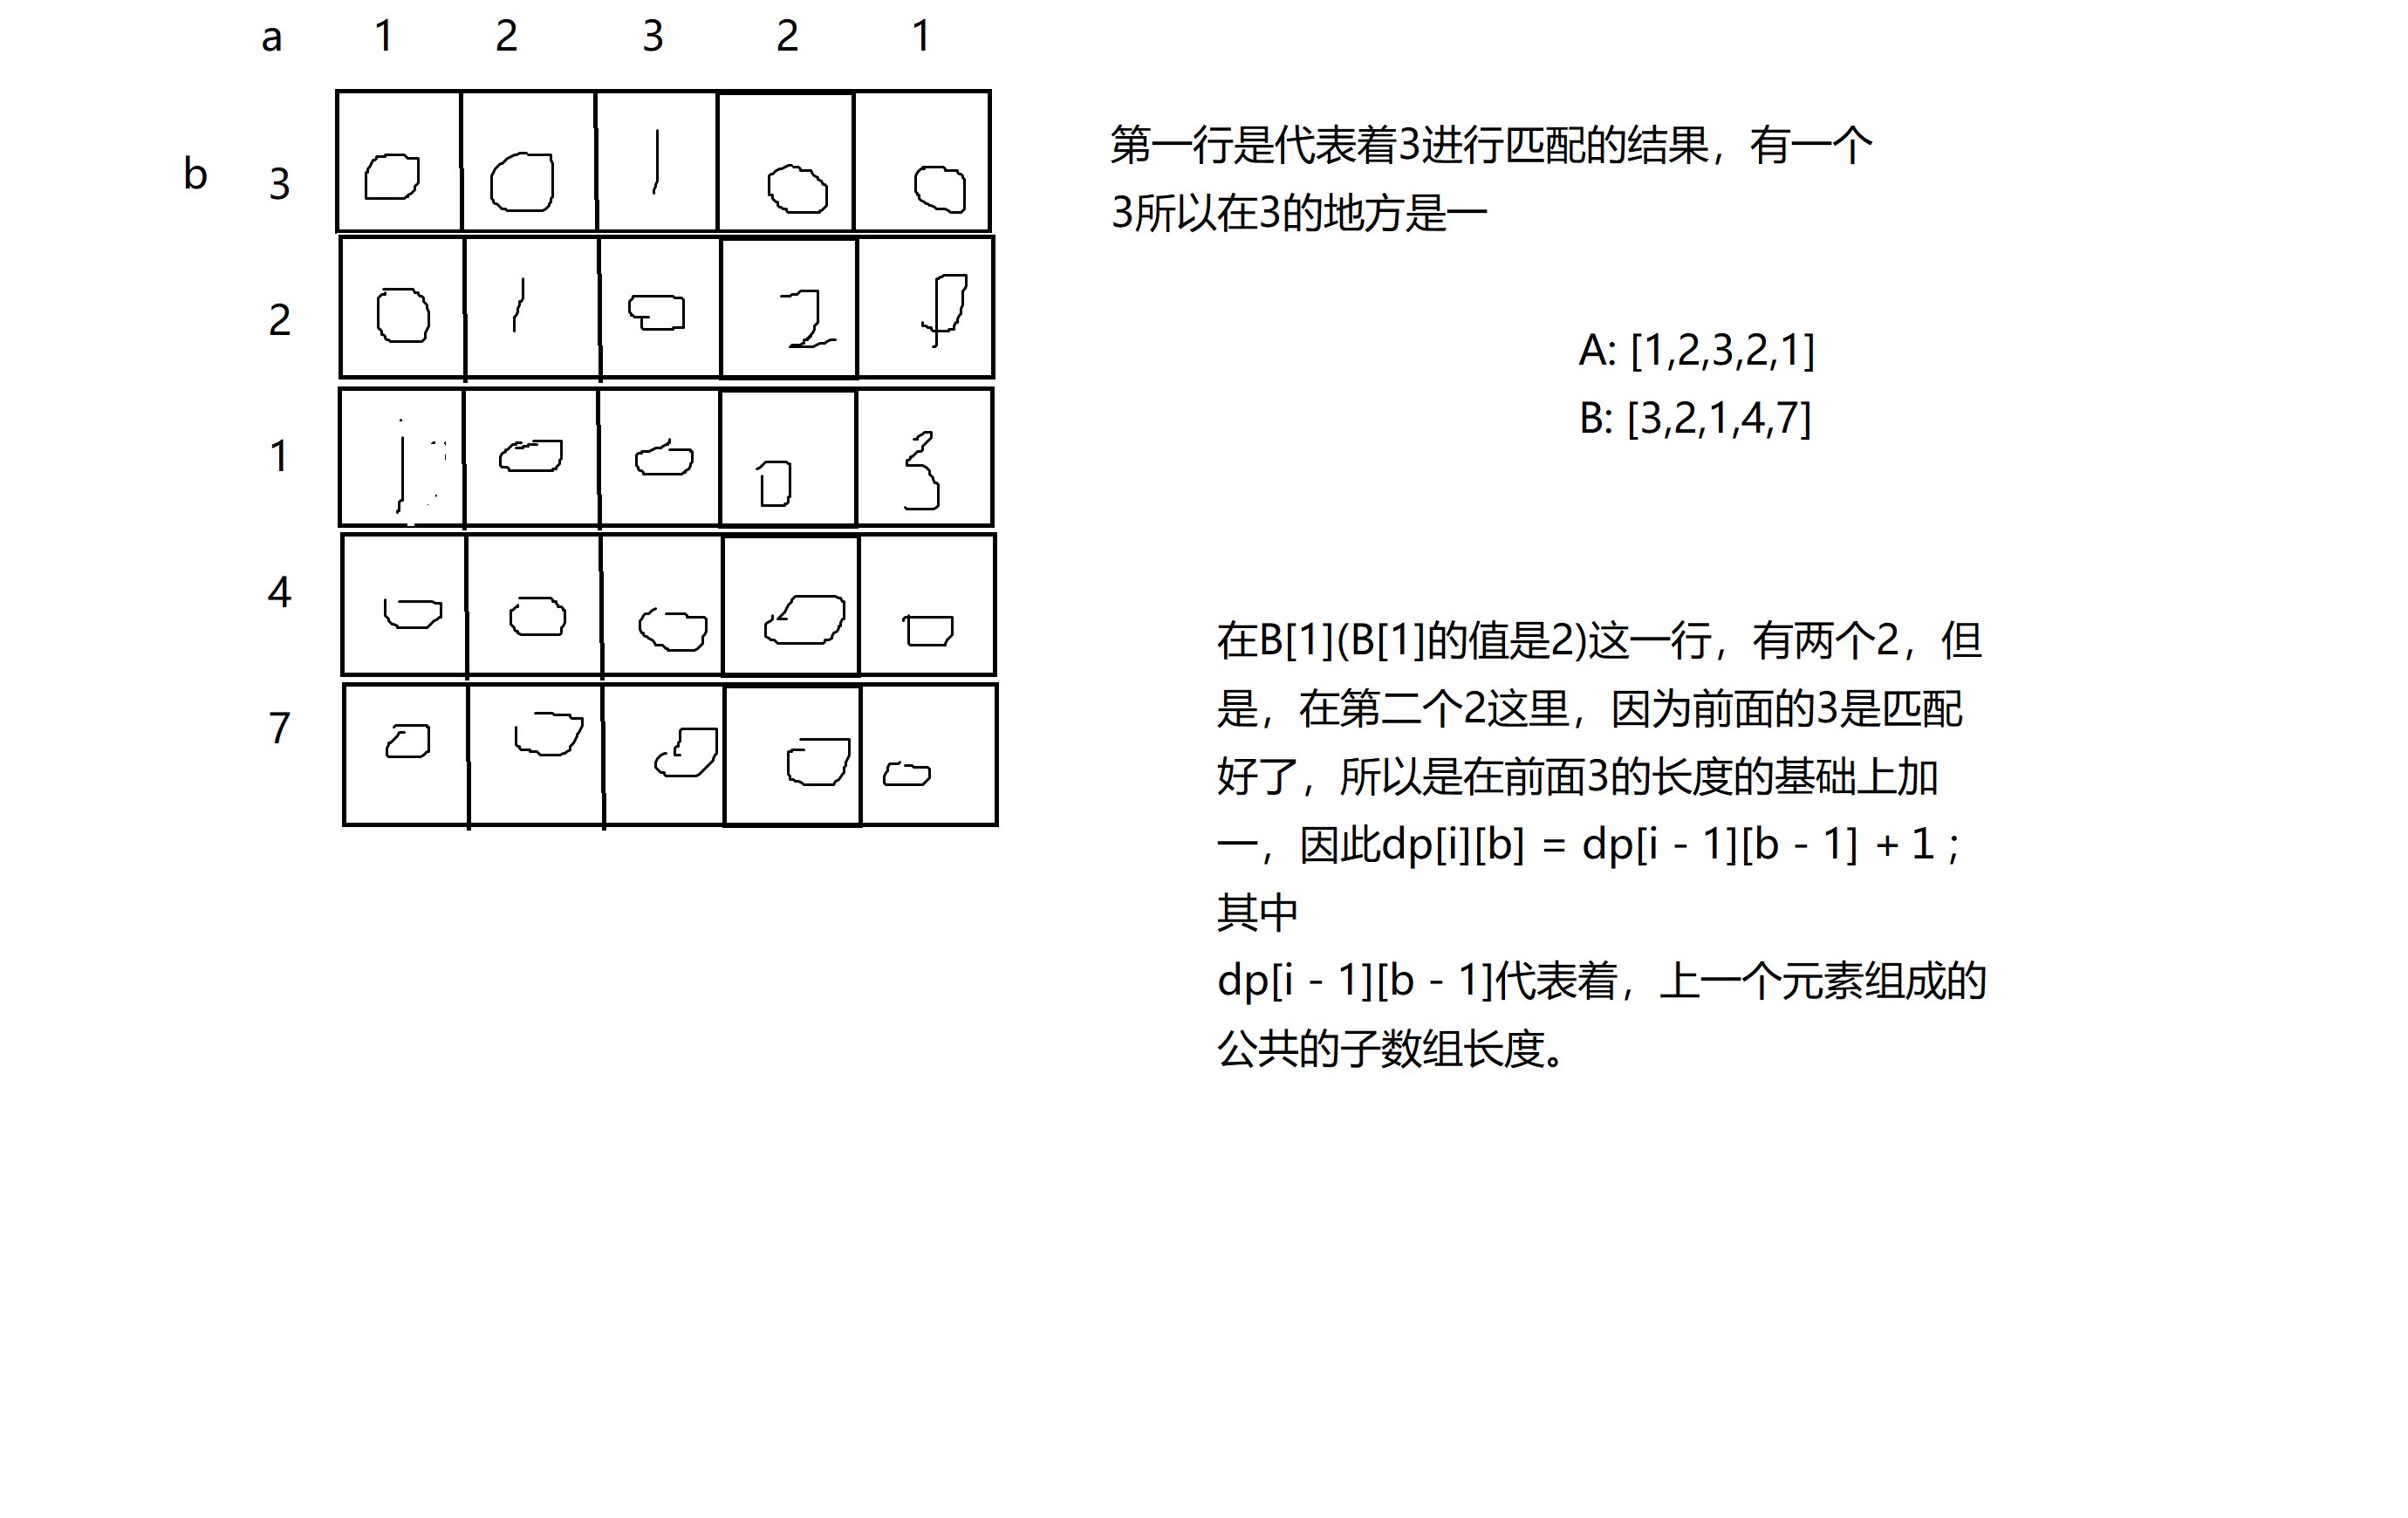 a 1 2 3 2 1
b 3 0 0 1 0 0
2 0 1 0 2 0
1 1 0 0 0 3
4 0 0 0 0 0
7 0 0 0 0 0
第一行是代表着3进行匹配的结果，有一个
3所以在3的地方是一
A: [1,2,3,2,1]
B: [3,2,1,4,7]
在B[1](B[1]的值是2)这一行，有两个2，但
是，在第二个2这里，因为前面的3是匹配
好了，所以是在前面3的长度的基础上加
一，因此dp[i][b] = dp[i - 1][b - 1] + 1；
其中
dp[i - 1][b - 1]代表着，上一个元素组成的
公共的子数组长度。